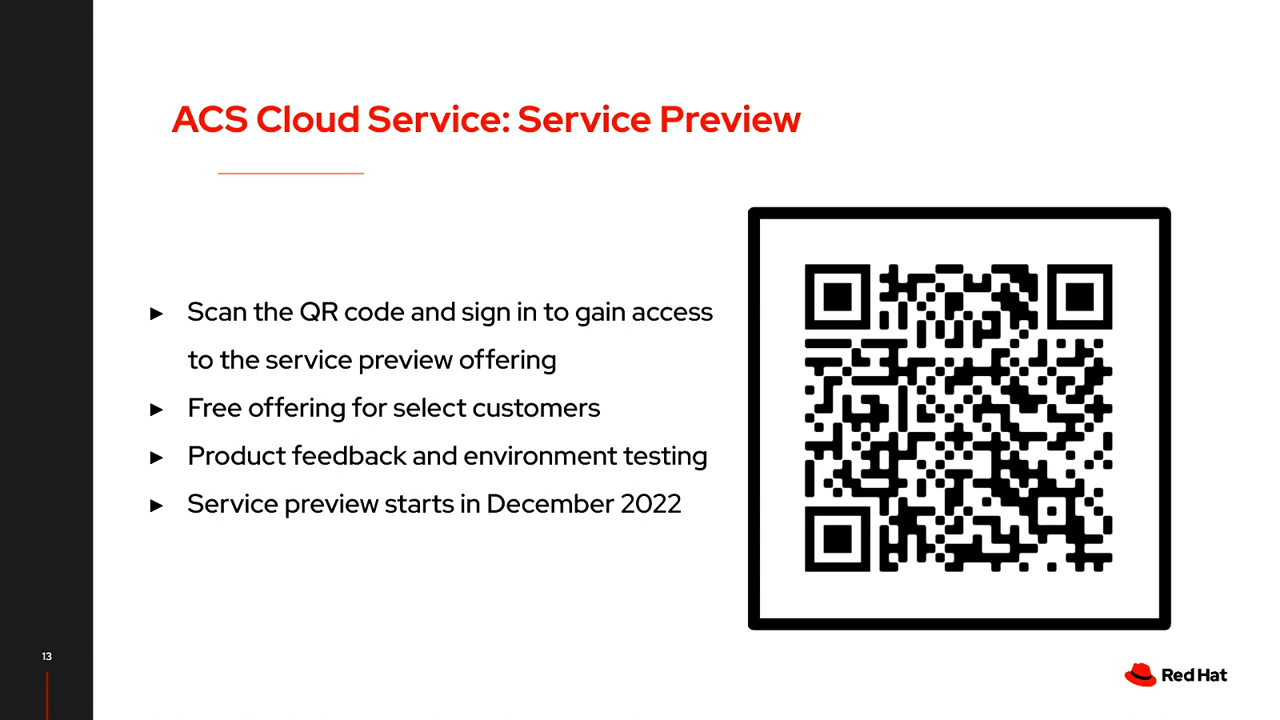 ACS Cloud Service: Service Preview
► Scan the QR code and sign in to gain access
to the service preview offering
► Free offering for select customers
► Product feedback and environment testing
► Service preview starts in December 2022
13
Red Hat